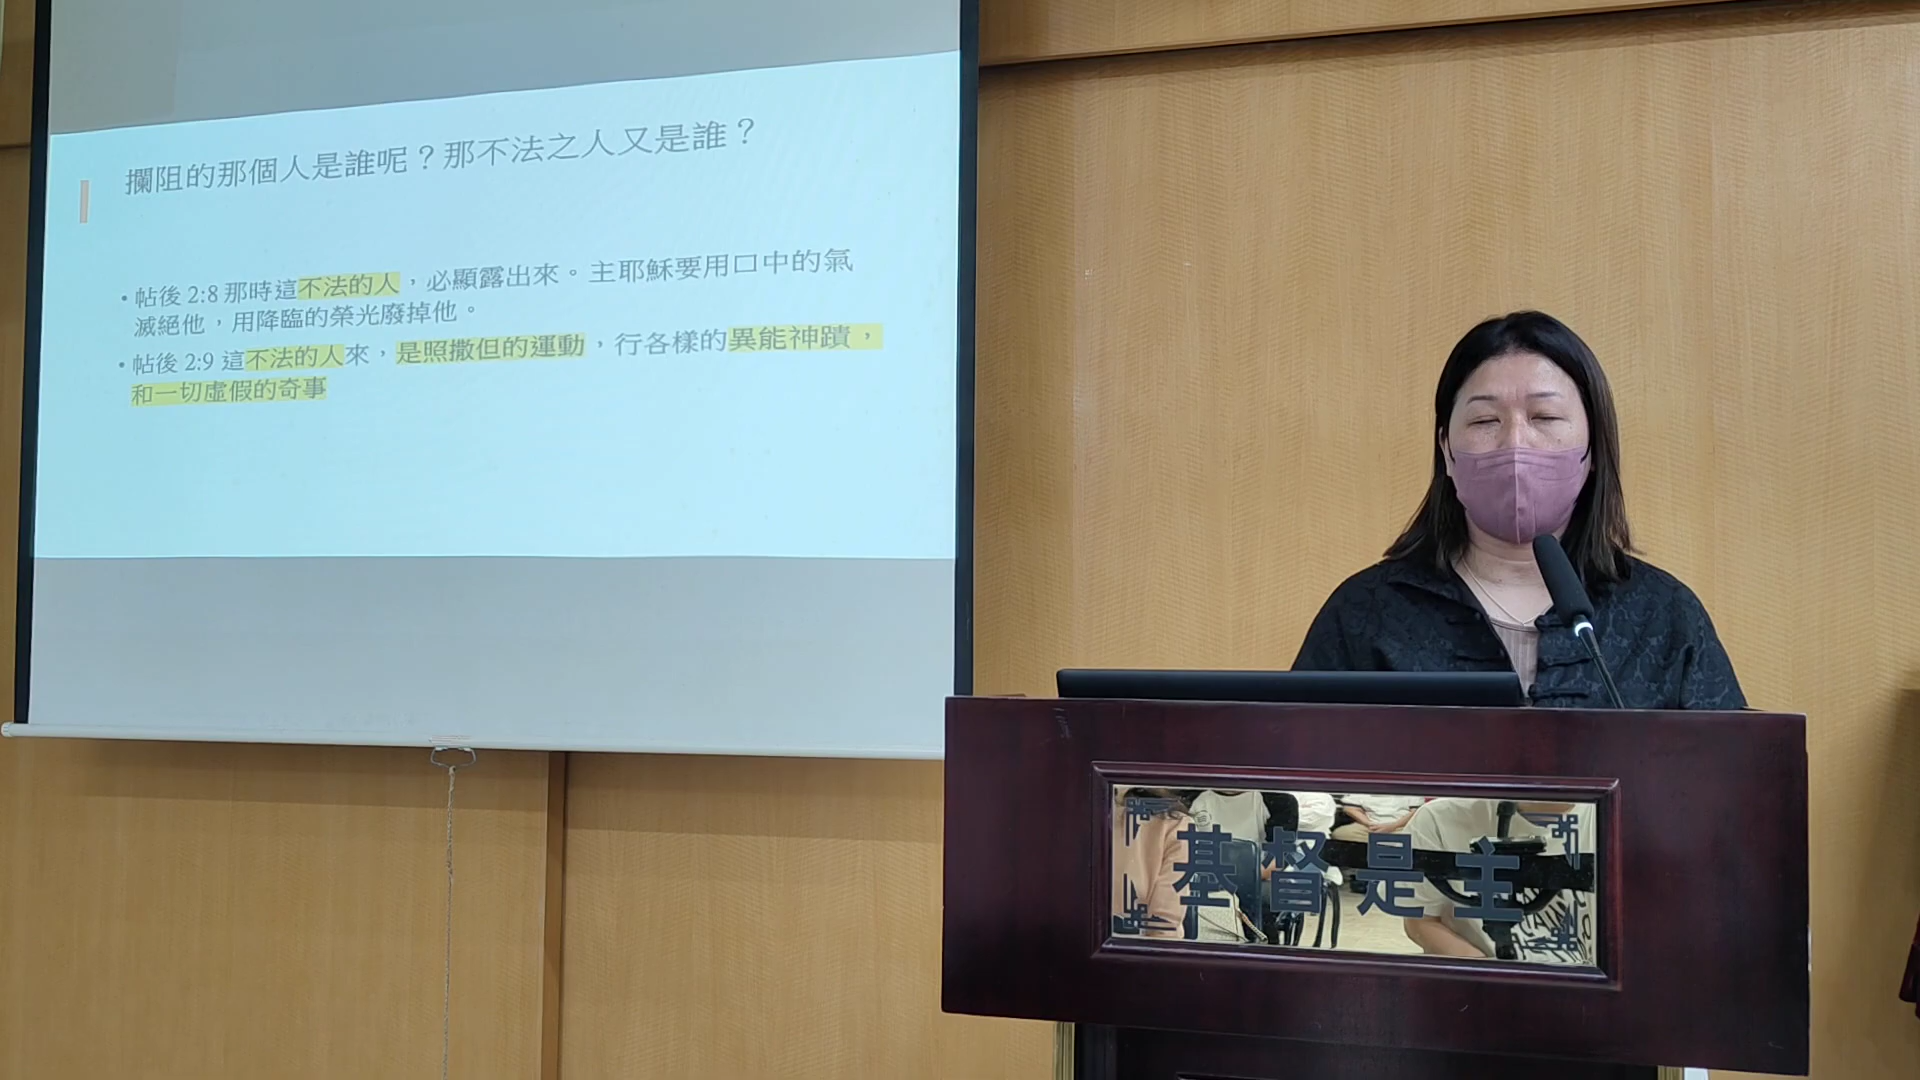 攔阻的那個人是誰呢？那不法之人又是誰？
• 帖後 2:8 那時這不法的人，必顯露出來。主耶穌要用口中的氣
滅絕他，用降臨的榮光廢掉他。
• 帖後 2:9 這不法的人來，是照撒但的運動，行各樣的異能神蹟，
和一切虛假的奇事
基督是主